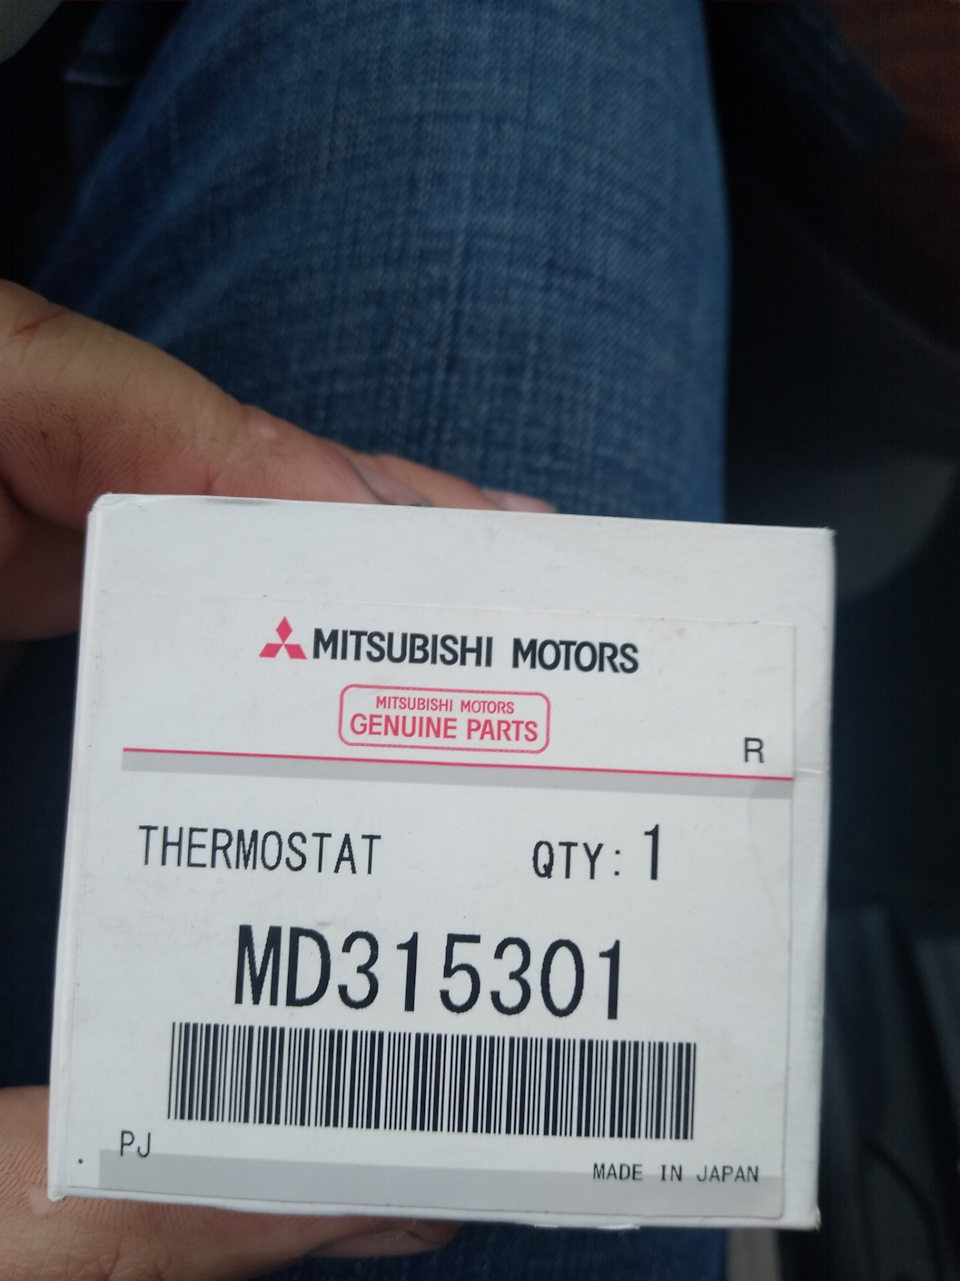 MITSUBISHI MOTORS
MITSUBISHI MOTORS
GENUINE PARTS
R
THERMOSTAT QTY: 1
MD315301
PJ
MADE IN JAPAN